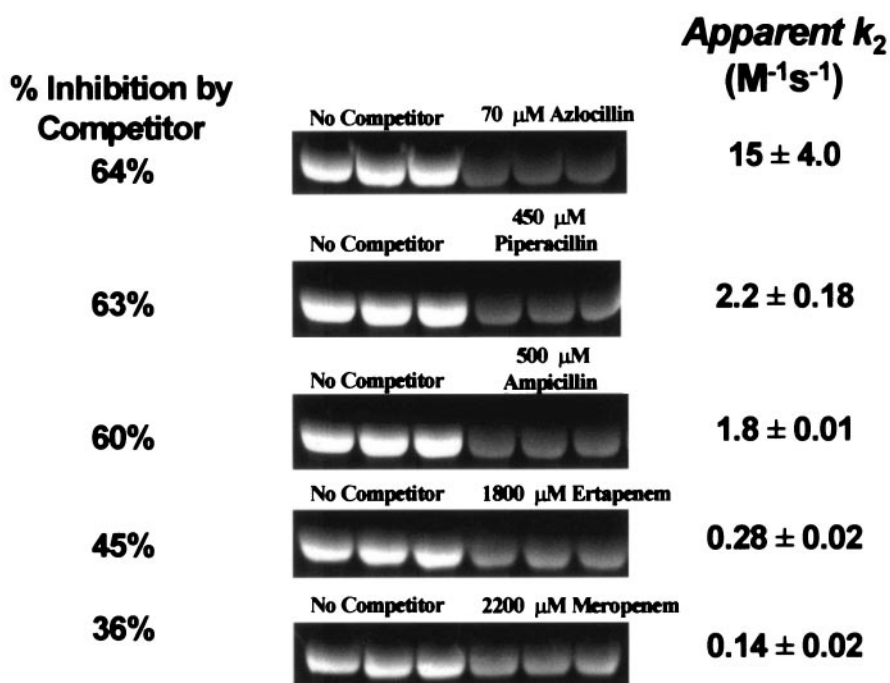 Apparent k₂
(M⁻¹s⁻¹)
% Inhibition by
Competitor
No Competitor 70 μM Azlocillin
64%
15 ± 4.0
450 μM
No Competitor Piperacillin
63%
2.2 ± 0.18
500 μM
No Competitor Ampicillin
60%
1.8 ± 0.01
No Competitor 1800 μM Ertapenem
45%
0.28 ± 0.02
No Competitor 2200 μM Meropenem
36%
0.14 ± 0.02